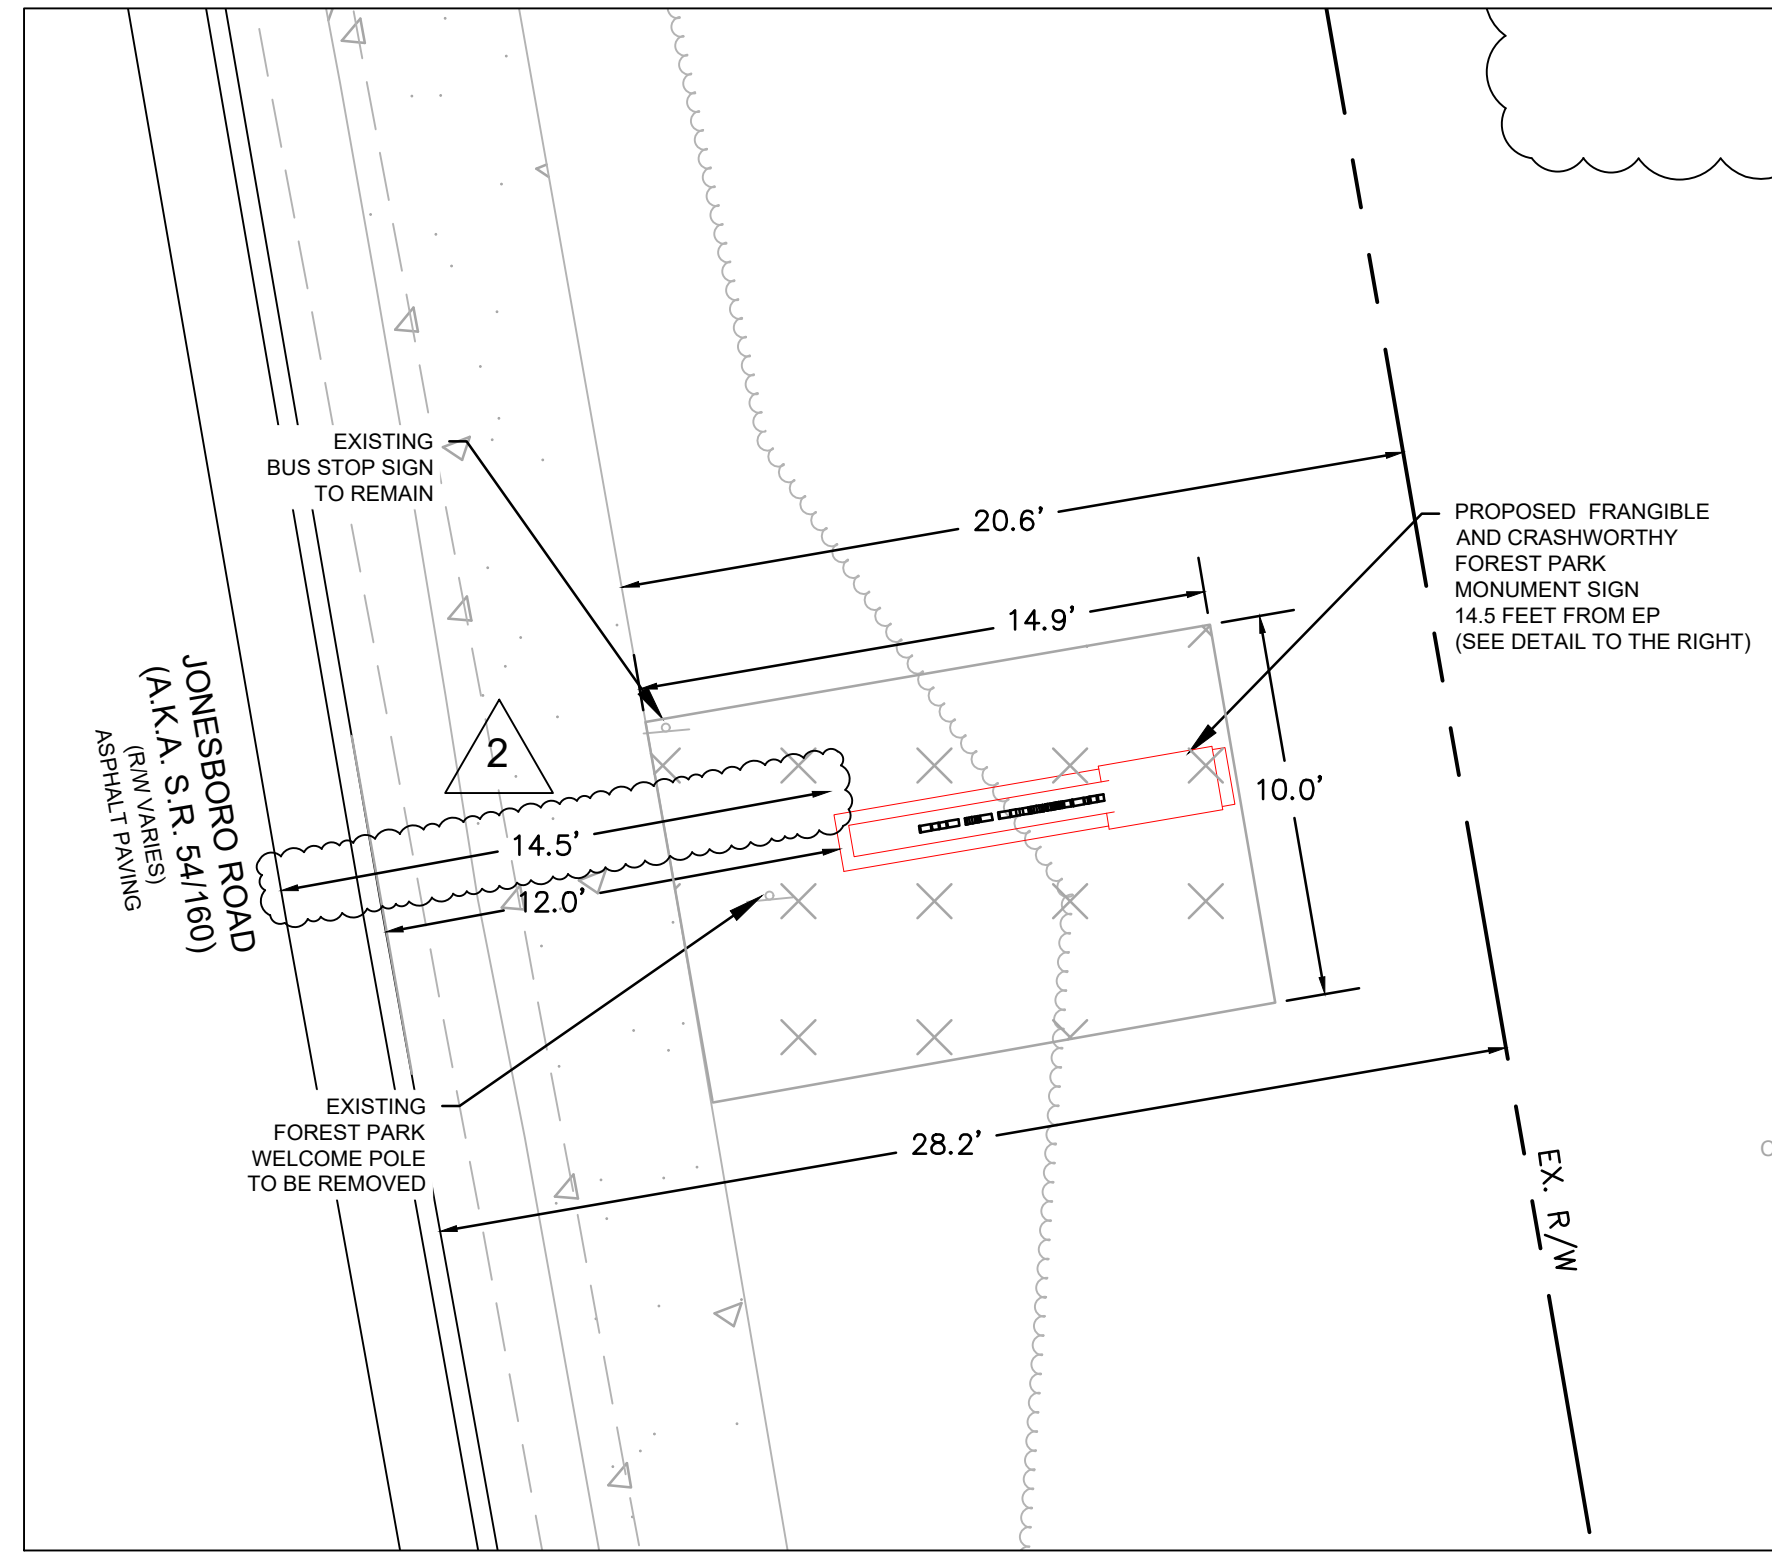 EXISTING
BUS STOP SIGN
TO REMAIN
20.6'
PROPOSED FRANGIBLE
AND CRASHWORTHY
FOREST PARK
MONUMENT SIGN
14.5 FEET FROM EP
(SEE DETAIL TO THE RIGHT)
14.9'
10.0'
2
14.5'
12.0'
JONESBORO ROAD
(A.K.A. S.R. 54/160)
(R/W VARIES)
ASPHALT PAVING
EXISTING
FOREST PARK
WELCOME POLE
TO BE REMOVED
28.2'
EX. R/W